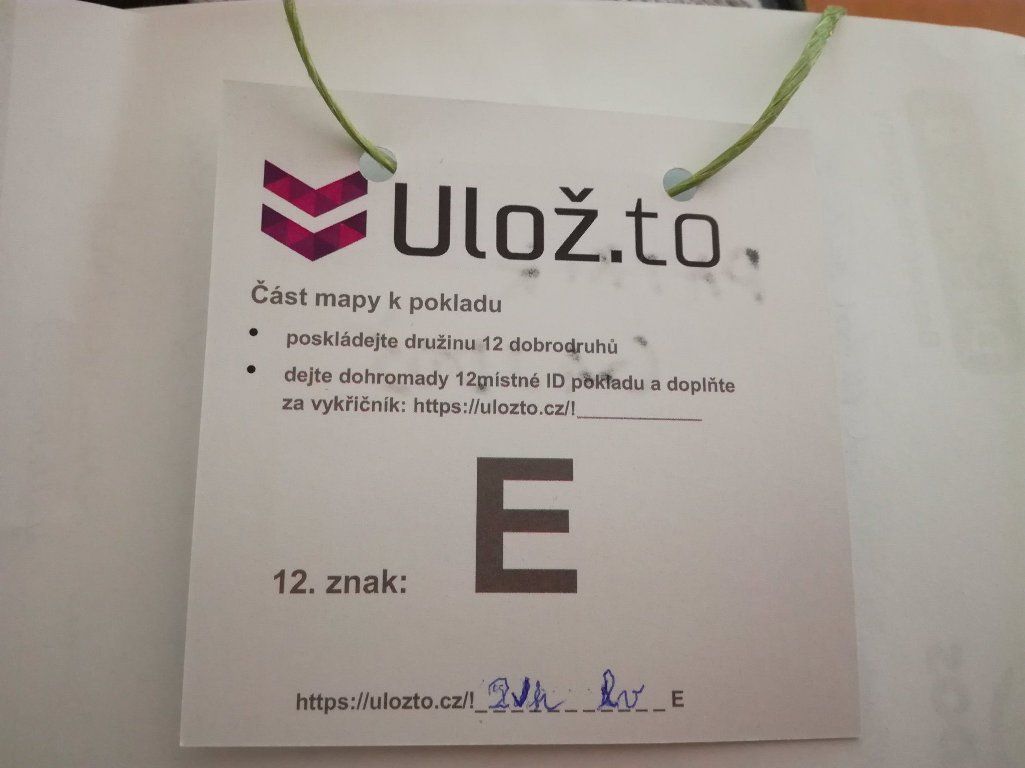 Ulož.to
Část mapy k pokladu
• poskládejte družinu 12 dobrodruhů
• dejte dohromady 12místné ID pokladu a doplňte
za vykřičník: https://ulozto.cz/!___________
12. znak:
E
https://ulozto.cz/!_ _ _ _ _ _ _ _ _ _ _ E